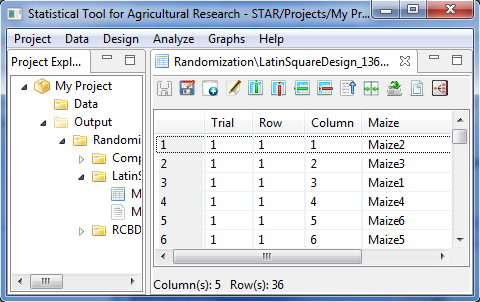 Statistical Tool for Agricultural Research - STAR/Projects/My Pr...
Project Data Design Analyze Graphs Help
Project Expl...
Randomization\LatinSquareDesign_136...
My Project
Data
Output
Randomi
Comp
LatinS
M
M
RCBD
Trial Row Column Maize
1 1 1 1 Maize2
2 1 1 2 Maize3
3 1 1 3 Maize1
4 1 1 4 Maize4
5 1 1 5 Maize6
6 1 1 6 Maize5
Column(s): 5 Row(s): 36